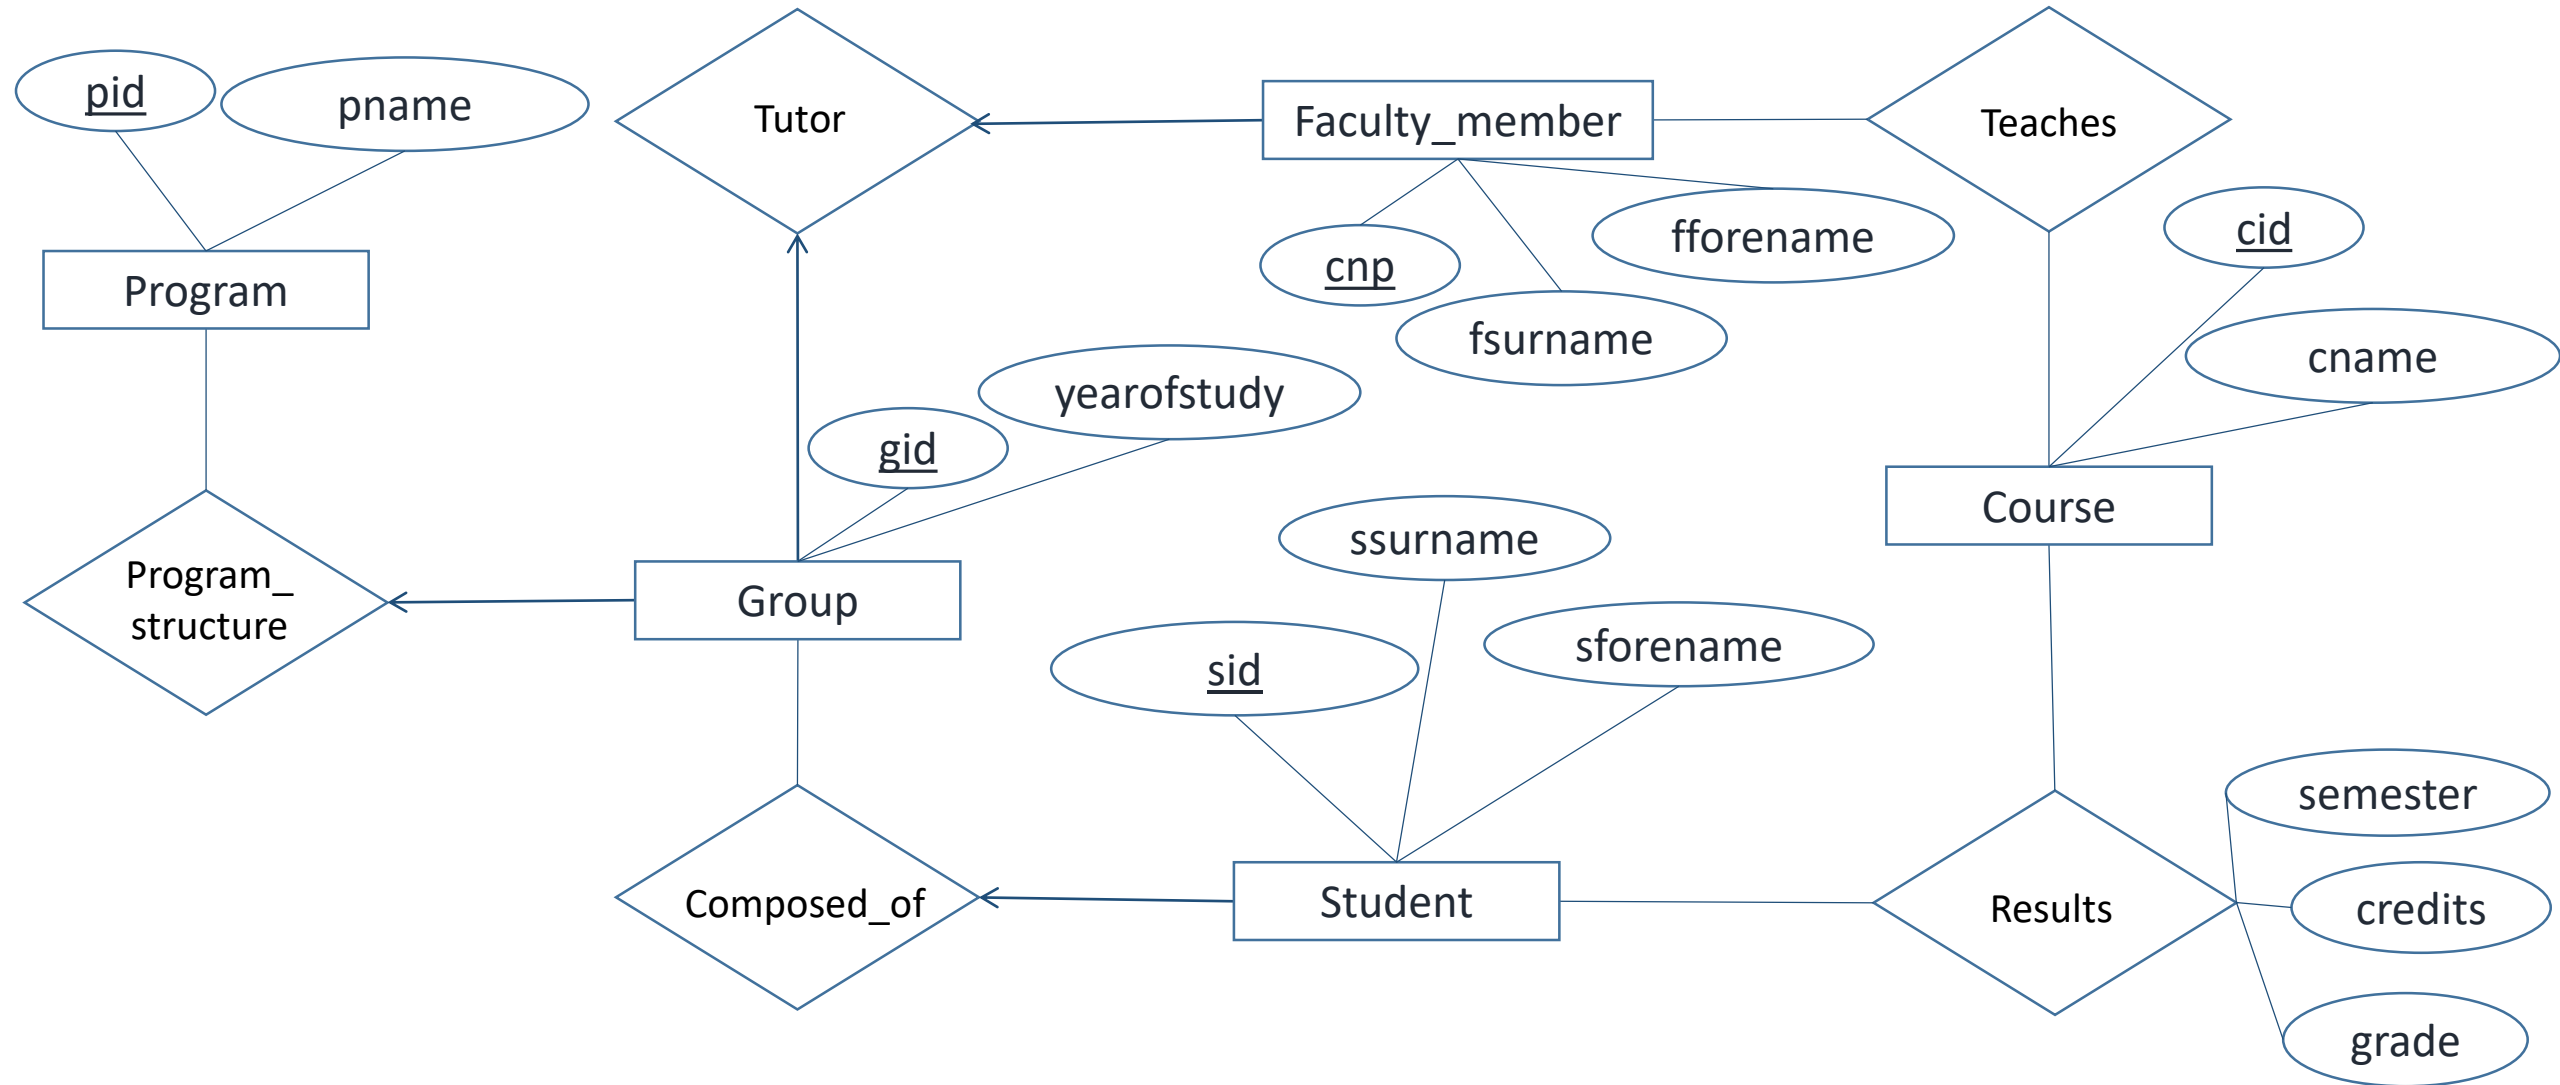 pid
pname
Tutor
Faculty_member
Teaches
cid
fforename
cnp
Program
fsurname
cname
yearofstudy
gid
Course
ssurname
Program_
structure
Group
sforename
sid
semester
Composed_of
Student
Results
credits
grade